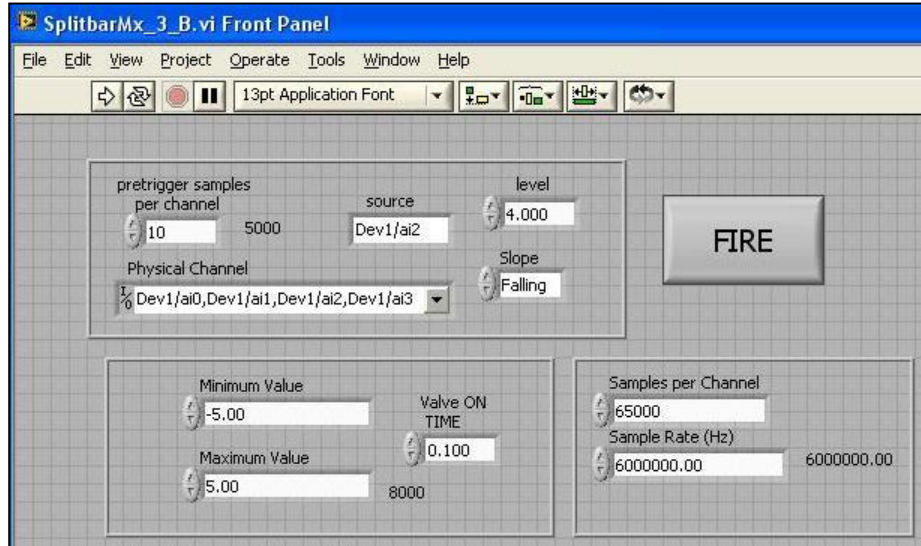 SplitbarMx_3_B.vi Front Panel
File Edit View Project Operate Tools Window Help
13pt Application Font
pretrigger samples
per channel
10
5000
source
Dev1/ai2
level
4.000
Physical Channel
Dev1/ai0,Dev1/ai1,Dev1/ai2,Dev1/ai3
Slope
Falling
FIRE
Minimum Value
-5.00
Maximum Value
5.00
Valve ON
TIME
0.100
8000
Samples per Channel
65000
Sample Rate (Hz)
6000000.00
6000000.00